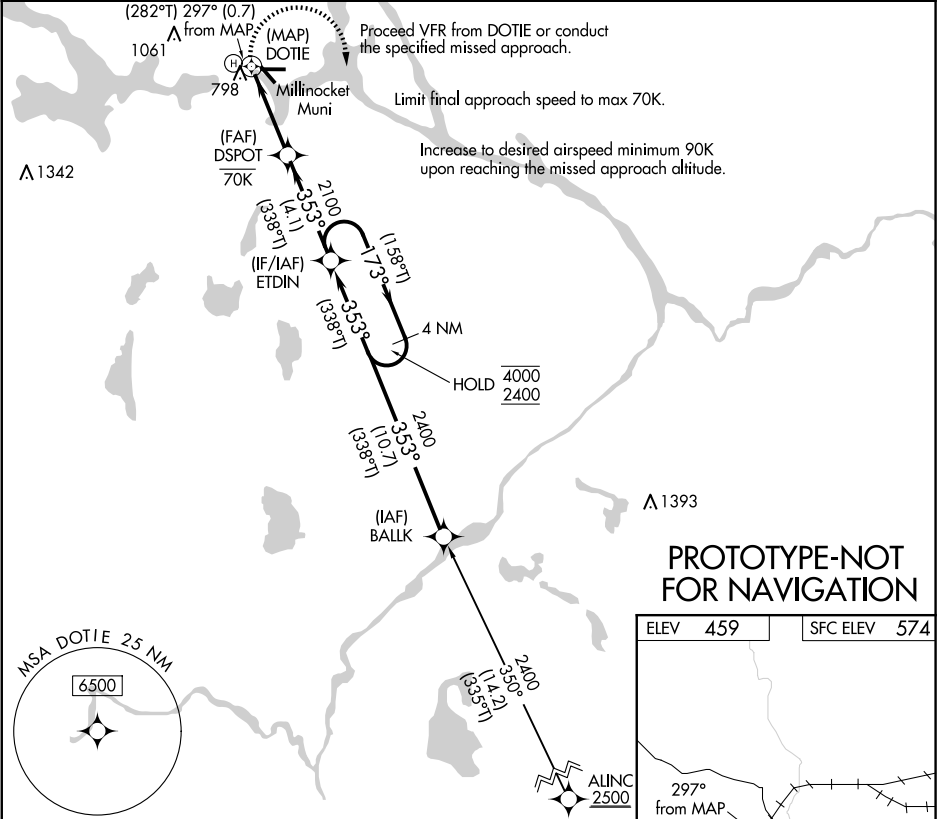 (282°T) 297° (0.7)
from MAP
1061
(MAP)
DOTIE
H
798
Millinocket
Muni
Proceed VFR from DOTIE or conduct
the specified missed approach.
Limit final approach speed to max 70K.
Increase to desired airspeed minimum 90K
upon reaching the missed approach altitude.
1342
(FAF)
DSPOT
70K
2100
353°
(4.1)
(338°T)
(IF/IAF)
ETDIN
(158°T)
173°
353°
(338°T)
4 NM
HOLD 4000
2400
2400
353°
(10.7)
(338°T)
(IAF)
BALLK
1393
PROTOTYPE-NOT
FOR NAVIGATION
ELEV 459
SFC ELEV 574
MSA DOTIE 25 NM
6500
2400
350°
(14.2)
(335°T)
ALINC
2500
297°
from MAP